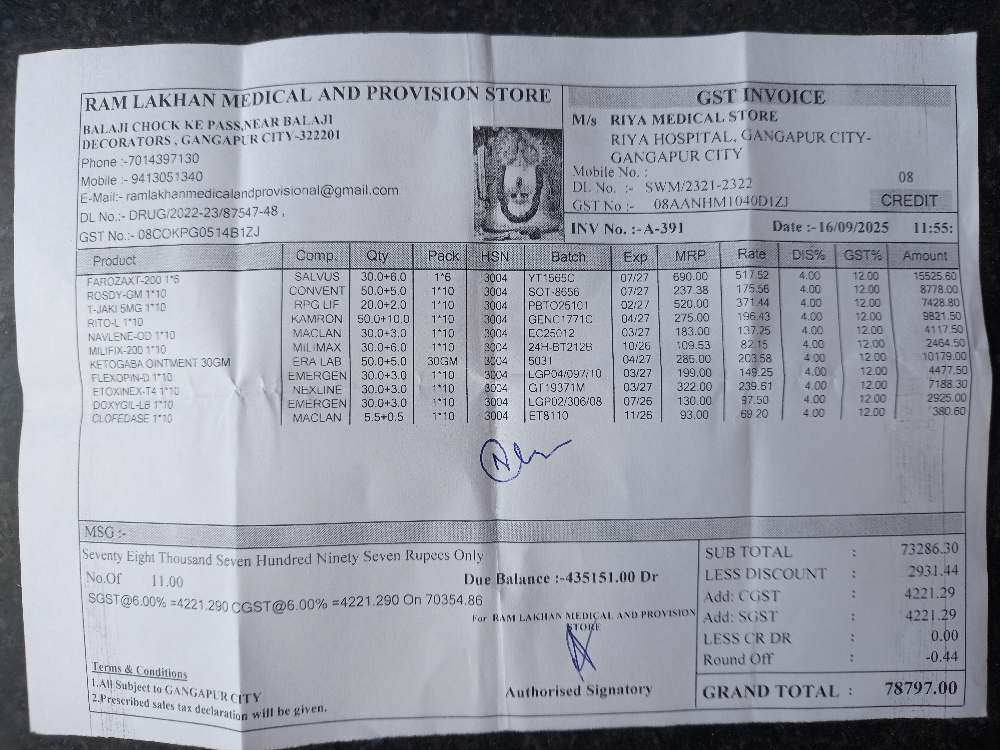 RAM LAKHAN MEDICAL AND PROVISION STORE
BALAJI CHOCK KE PASS,NEAR BALAJI
DECORATORS , GANGAPUR CITY-322201
Phone :-7014397130
Mobile :- 9413051340
E-Mail:- ramlakhanmedicalandprovisional@gmail.com
DL No.:- DRUG/2022-23/87547-48 ,
GST No.:- 08COKPG0514B1ZJ
GST INVOICE
M/s RIYA MEDICAL STORE
RIYA HOSPITAL, GANGAPUR CITY-
GANGAPUR CITY
Mobile No. :
08
DL No. :- SWM/2321-2322
GST No :- 08AANHM1040D1ZJ CREDIT
INV No. :-A-391 Date :-16/09/2025 11:55:
Product Comp. Qty Pack HSN Batch Exp MRP Rate DIS% GST% Amount
FAROZAXT-200 1*6 SALVUS 30.0+6.0 1*6 3004 YT1565C 07/27 690.00 517.52 4.00 12.00 15525.60
ROSDY-GM 1*10 CONVENT 50.0+5.0 1*10 3004 SOT-8656 07/27 237.38 175.56 4.00 12.00 8778.00
T-JAKI 5MG 1*10 RPG LIF 20.0+2.0 1*10 3004 PBTO25101 02/27 520.00 371.44 4.00 12.00 7428.80
RITO-L 1*10 KAMRON 50.0+10.0 1*10 3004 GENC1771C 04/27 275.00 196.43 4.00 12.00 9821.50
NAVLENE-OD 1*10 MACLAN 30.0+3.0 1*10 3004 EC25012 03/27 183.00 137.25 4.00 12.00 4117.50
MILIFIX-200 1*10 MILIMAX 30.0+3.0 1*10 3004 24H-BT212B 10/26 109.53 82.15 4.00 12.00 2464.50
KETOGABA OINTMENT 30GM ERA LAB 50.0+5.0 30GM 3004 5031 04/27 285.00 203.58 4.00 12.00 10179.00
FLEXOPIN-D 1*10 EMERGEN 30.0+3.0 1*10 3004 LGP04/097/10 03/27 199.00 149.25 4.00 12.00 4477.50
ETOXINEX-T4 1*10 NEXLINE 30.0+3.0 1*10 3004 GT19371M 03/27 322.00 239.61 4.00 12.00 7188.30
DOXYGIL-LB 1*10 EMERGEN 30.0+3.0 1*10 3004 LGP02/306/08 07/26 130.00 97.50 4.00 12.00 2925.00
CLOFEDASE 1*10 MACLAN 5.5+0.5 1*10 3004 ET8110 11/26 93.00 69.20 4.00 12.00 380.60
MSG :-
Seventy Eight Thousand Seven Hundred Ninety Seven Rupees Only
No.Of 11.00 Due Balance :-435151.00 Dr
SGST@6.00% =4221.290 CGST@6.00% =4221.290 On 70354.86
For RAM LAKHAN MEDICAL AND PROVISION
STORE
Authorised Signatory
Terms & Conditions
1.All Subject to GANGAPUR CITY
2.Prescribed sales tax declaration will be given.
SUB TOTAL : 73286.30
LESS DISCOUNT : 2931.44
Add: CGST : 4221.29
Add: SGST : 4221.29
LESS CR DR : 0.00
Round Off : -0.44
GRAND TOTAL : 78797.00